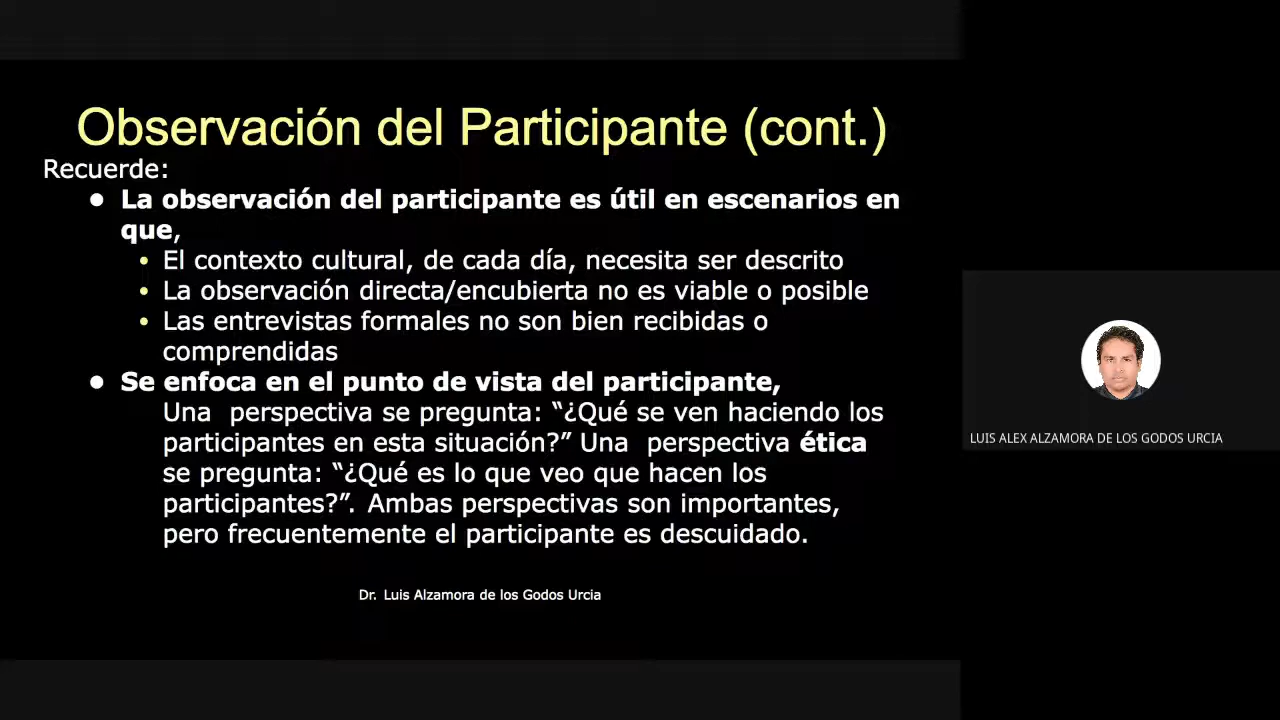 Observación del Participante (cont.)
Recuerde:
● La observación del participante es útil en escenarios en
que,
• El contexto cultural, de cada día, necesita ser descrito
• La observación directa/encubierta no es viable o posible
• Las entrevistas formales no son bien recibidas o
comprendidas
● Se enfoca en el punto de vista del participante,
Una perspectiva se pregunta: “¿Qué se ven haciendo los
participantes en esta situación?” Una perspectiva ética
se pregunta: “¿Qué es lo que veo que hacen los
participantes?”. Ambas perspectivas son importantes,
pero frecuentemente el participante es descuidado.
Dr. Luis Alzamora de los Godos Urcia
LUIS ALEX ALZAMORA DE LOS GODOS URCIA